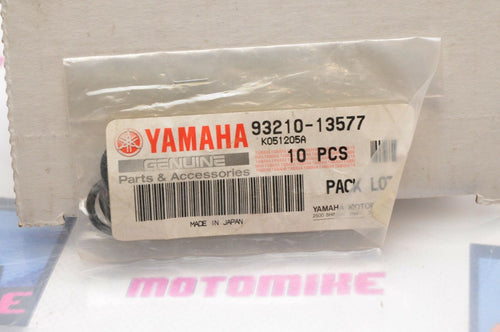 YAMAHA 93210-13577
K051205A
GENUINE
Parts & Accessories
10 PCS
PACK LOT
MADE IN JAPAN
YAMAHA MOTOR
MOTOMIKE